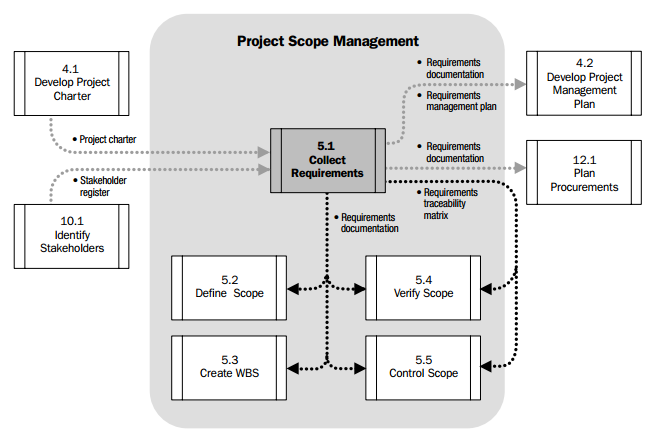 Project Scope Management
4.1
Develop Project
Charter
• Project charter
• Stakeholder
register
10.1
Identify
Stakeholders
5.1
Collect
Requirements
• Requirements
documentation
• Requirements
management plan
4.2
Develop Project
Management
Plan
• Requirements
documentation
12.1
Plan
Procurements
• Requirements
traceability
matrix
• Requirements
documentation
5.2
Define Scope
5.4
Verify Scope
5.3
Create WBS
5.5
Control Scope